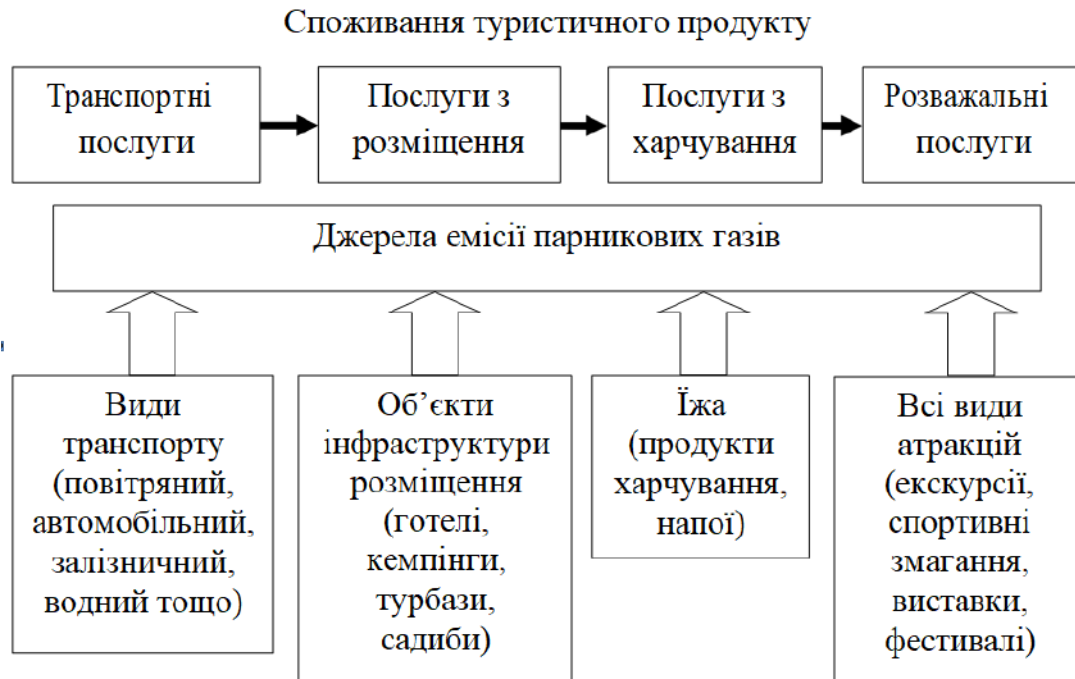 Споживання туристичного продукту
Транспортні
послуги
Послуги з
розміщення
Послуги з
харчування
Розважальні
послуги
Джерела емісії парникових газів
Види
транспорту
(повітряний,
автомобільний,
залізничний,
водний тощо)
Об’єкти
інфраструктури
розміщення
(готелі,
кемпінги,
турбази,
садиби)
Їжа
(продукти
харчування,
напої)
Всі види
атракцій
(екскурсії,
спортивні
змагання,
виставки,
фестивалі)